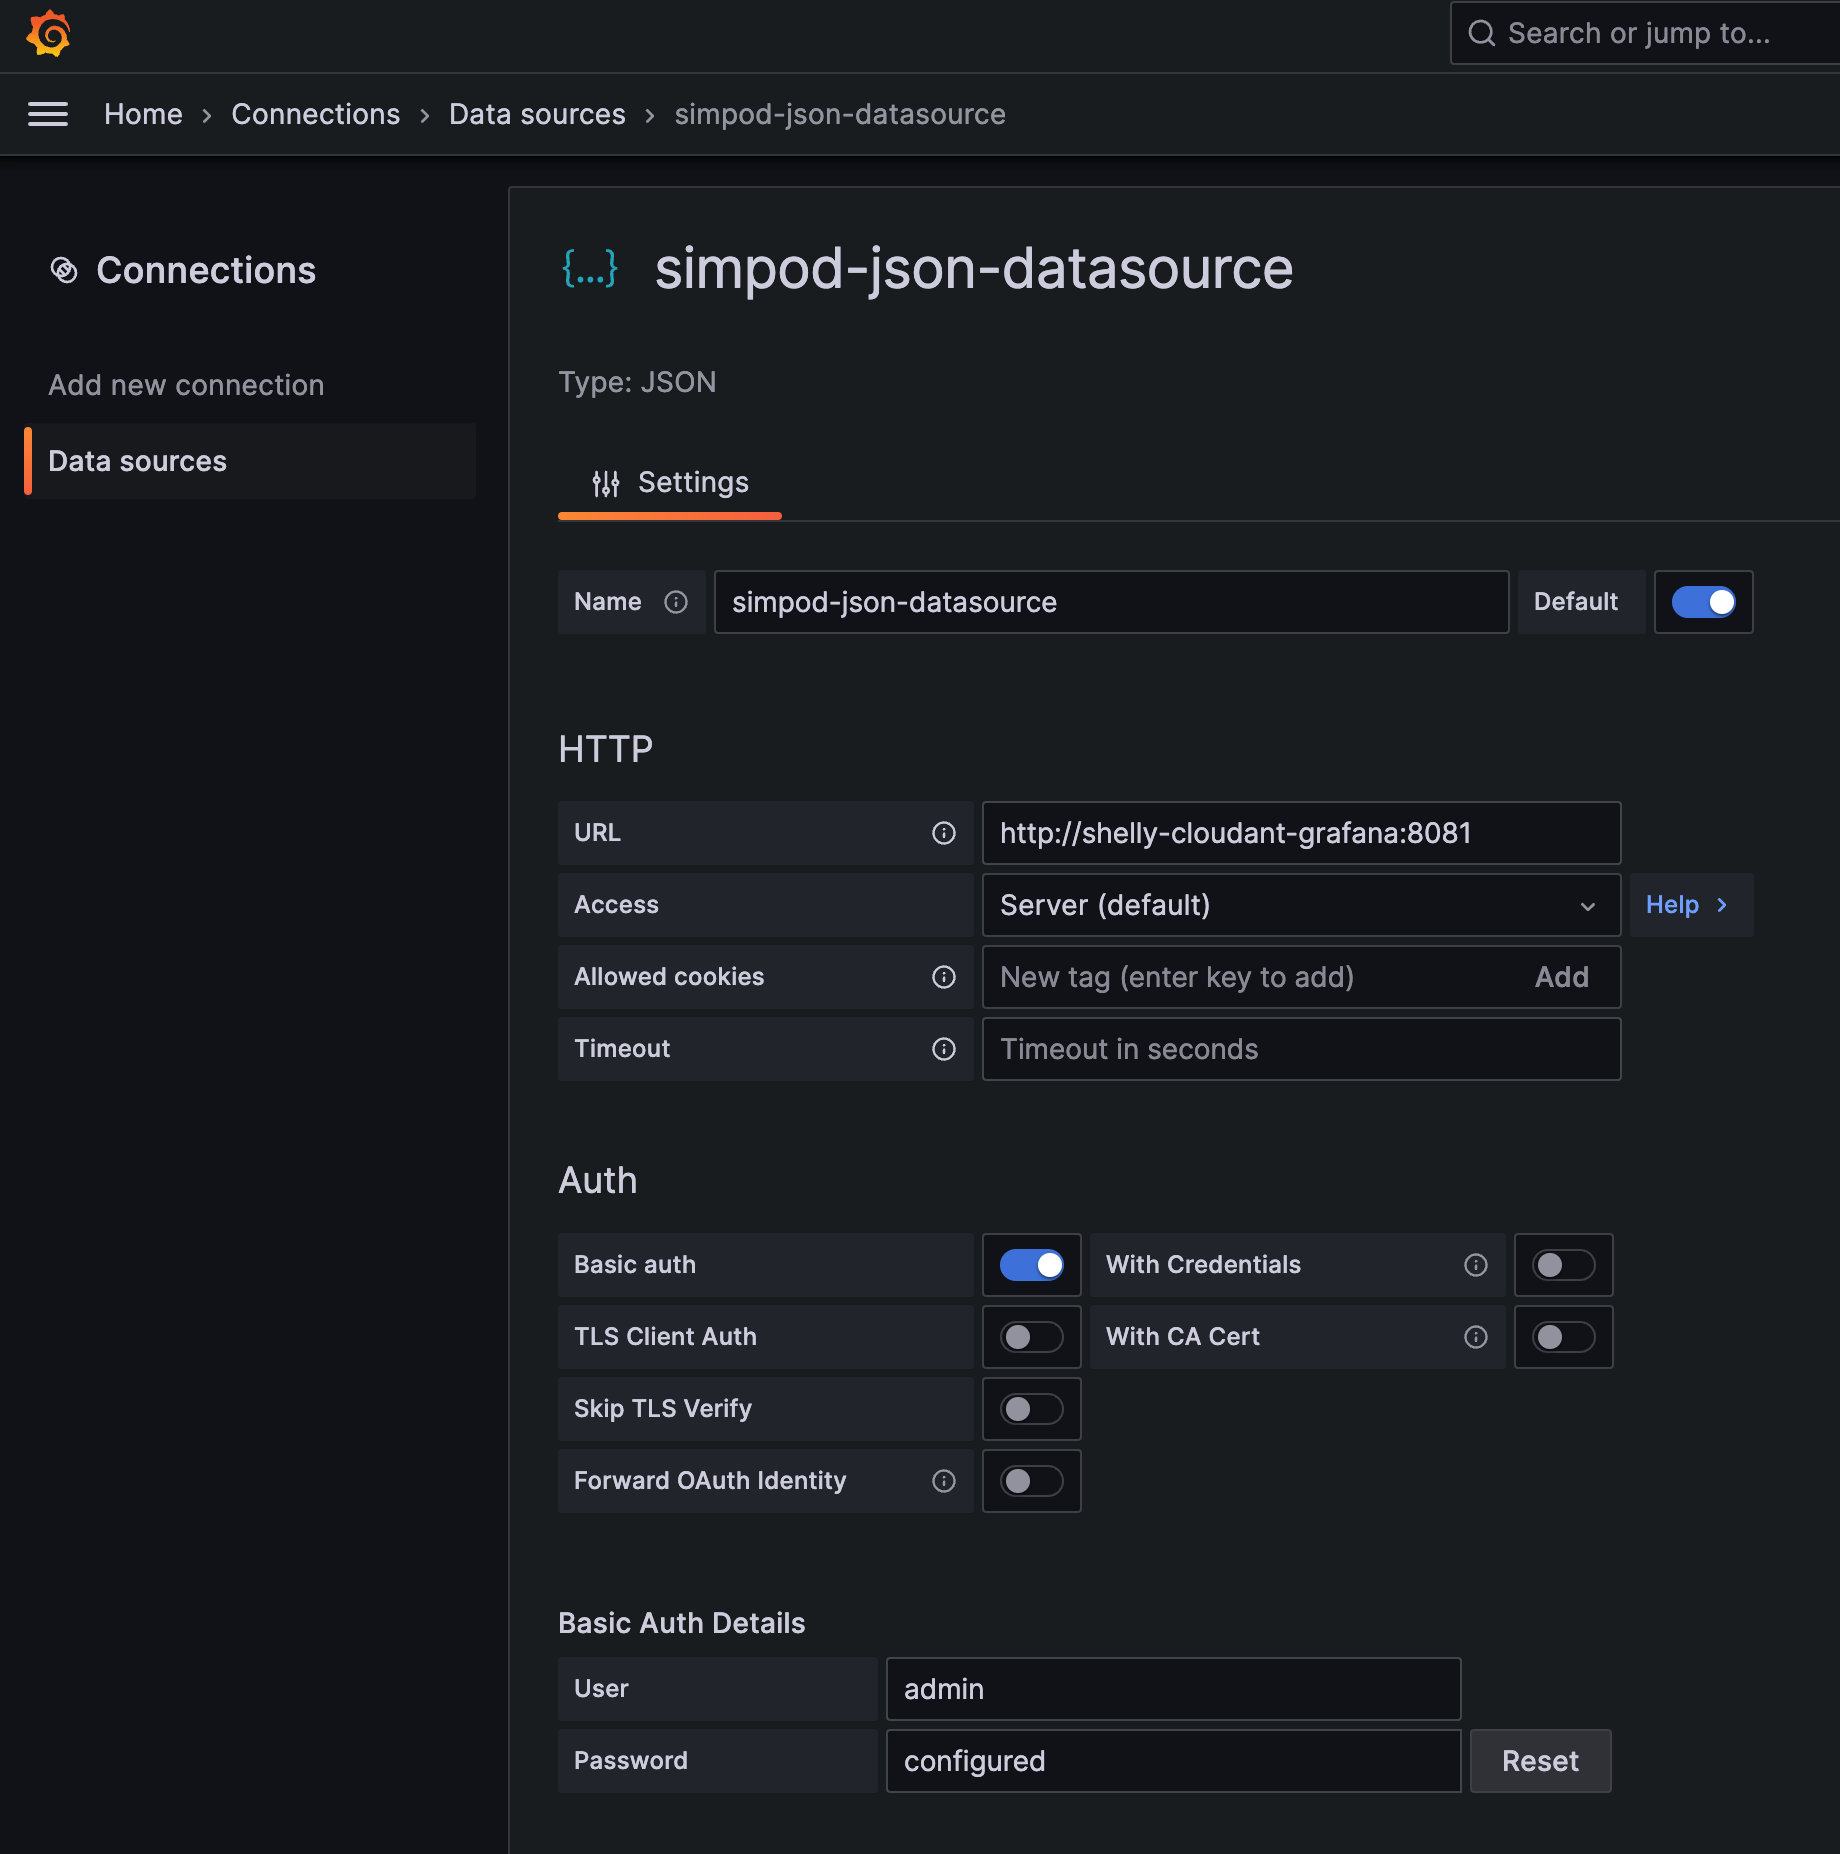 Search or jump to...
Home › Connections › Data sources › simpod-json-datasource
Connections
Add new connection
Data sources
{...} simpod-json-datasource
Type: JSON
Settings
Name simpod-json-datasource Default
HTTP
URL http://shelly-cloudant-grafana:8081
Access Server (default) Help >
Allowed cookies New tag (enter key to add) Add
Timeout Timeout in seconds
Auth
Basic auth With Credentials
TLS Client Auth With CA Cert
Skip TLS Verify
Forward OAuth Identity
Basic Auth Details
User admin
Password configured Reset